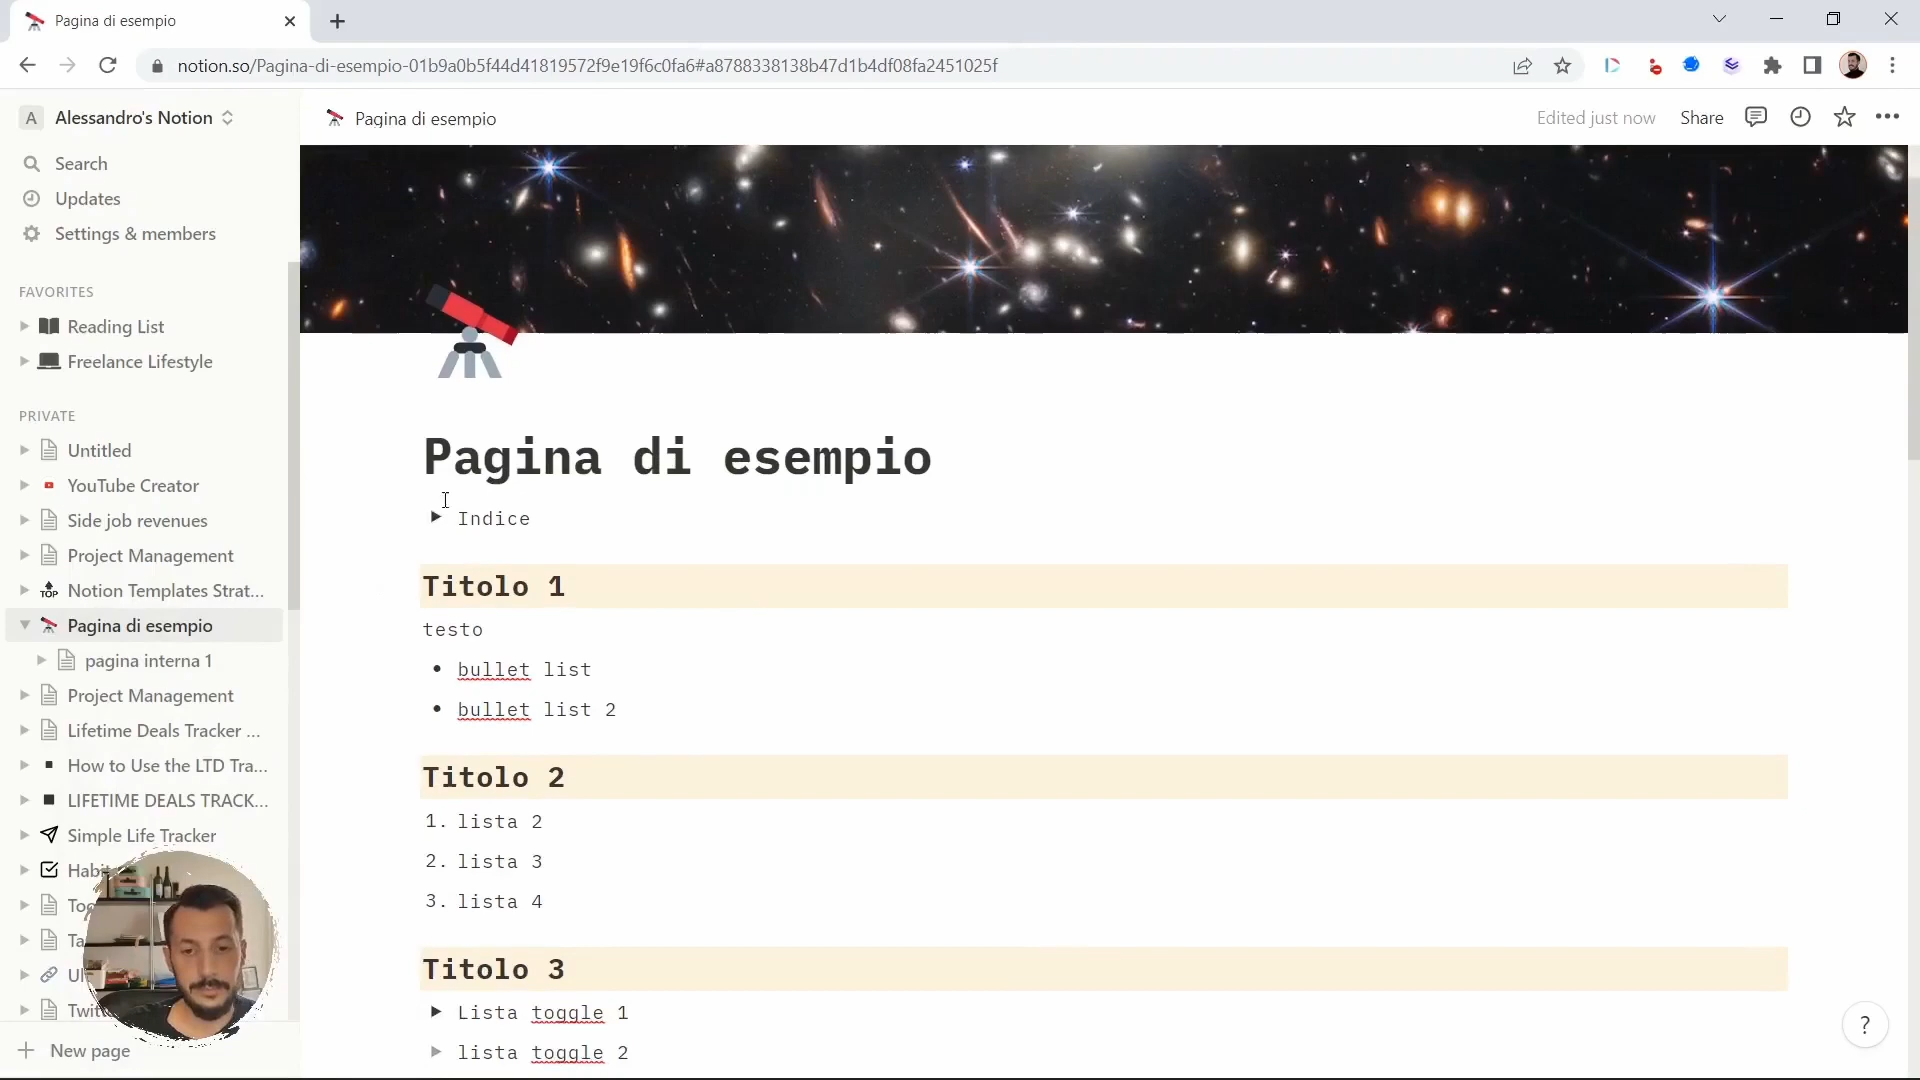 Pagina di esempio
notion.so/Pagina-di-esempio-01b9a0b5f44d41819572f9e19f6c0fa6#a8788338138b47d1b4df08fa2451025f
A Alessandro's Notion
Pagina di esempio
Edited just now
Share
Search
Updates
Settings & members
FAVORITES
Reading List
Freelance Lifestyle
PRIVATE
Untitled
YouTube Creator
Side job revenues
Project Management
TOP Notion Templates Strat...
Pagina di esempio
pagina interna 1
Project Management
Lifetime Deals Tracker ...
How to Use the LTD Tra...
LIFETIME DEALS TRACK...
Simple Life Tracker
New page
Pagina di esempio
Indice
Titolo 1
testo
• bullet list
• bullet list 2
Titolo 2
1. lista 2
2. lista 3
3. lista 4
Titolo 3
Lista toggle 1
lista toggle 2
?